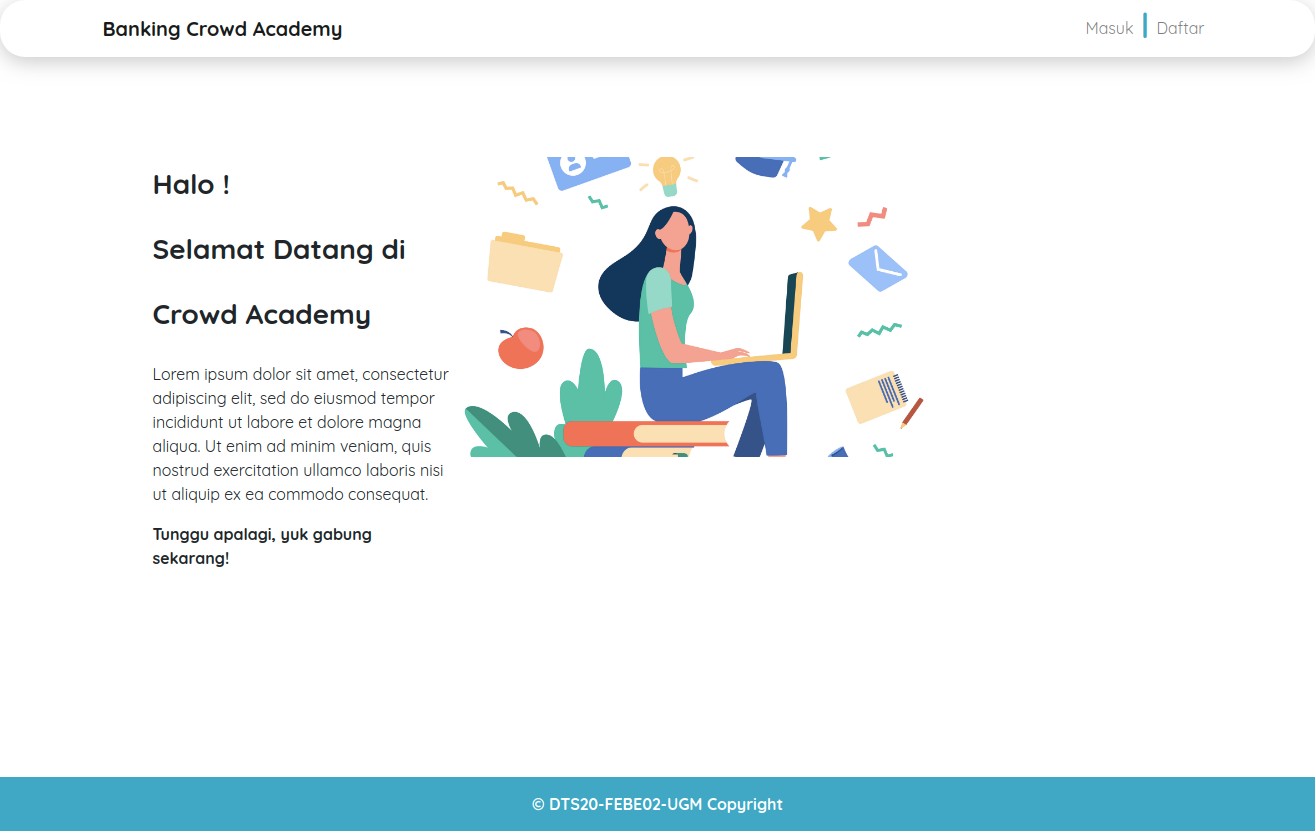 Banking Crowd Academy
Masuk
Daftar
Halo !
Selamat Datang di
Crowd Academy
Lorem ipsum dolor sit amet, consectetur
adipiscing elit, sed do eiusmod tempor
incididunt ut labore et dolore magna
aliqua. Ut enim ad minim veniam, quis
nostrud exercitation ullamco laboris nisi
ut aliquip ex ea commodo consequat.
Tunggu apalagi, yuk gabung
sekarang!
© DTS20-FEBE02-UGM Copyright